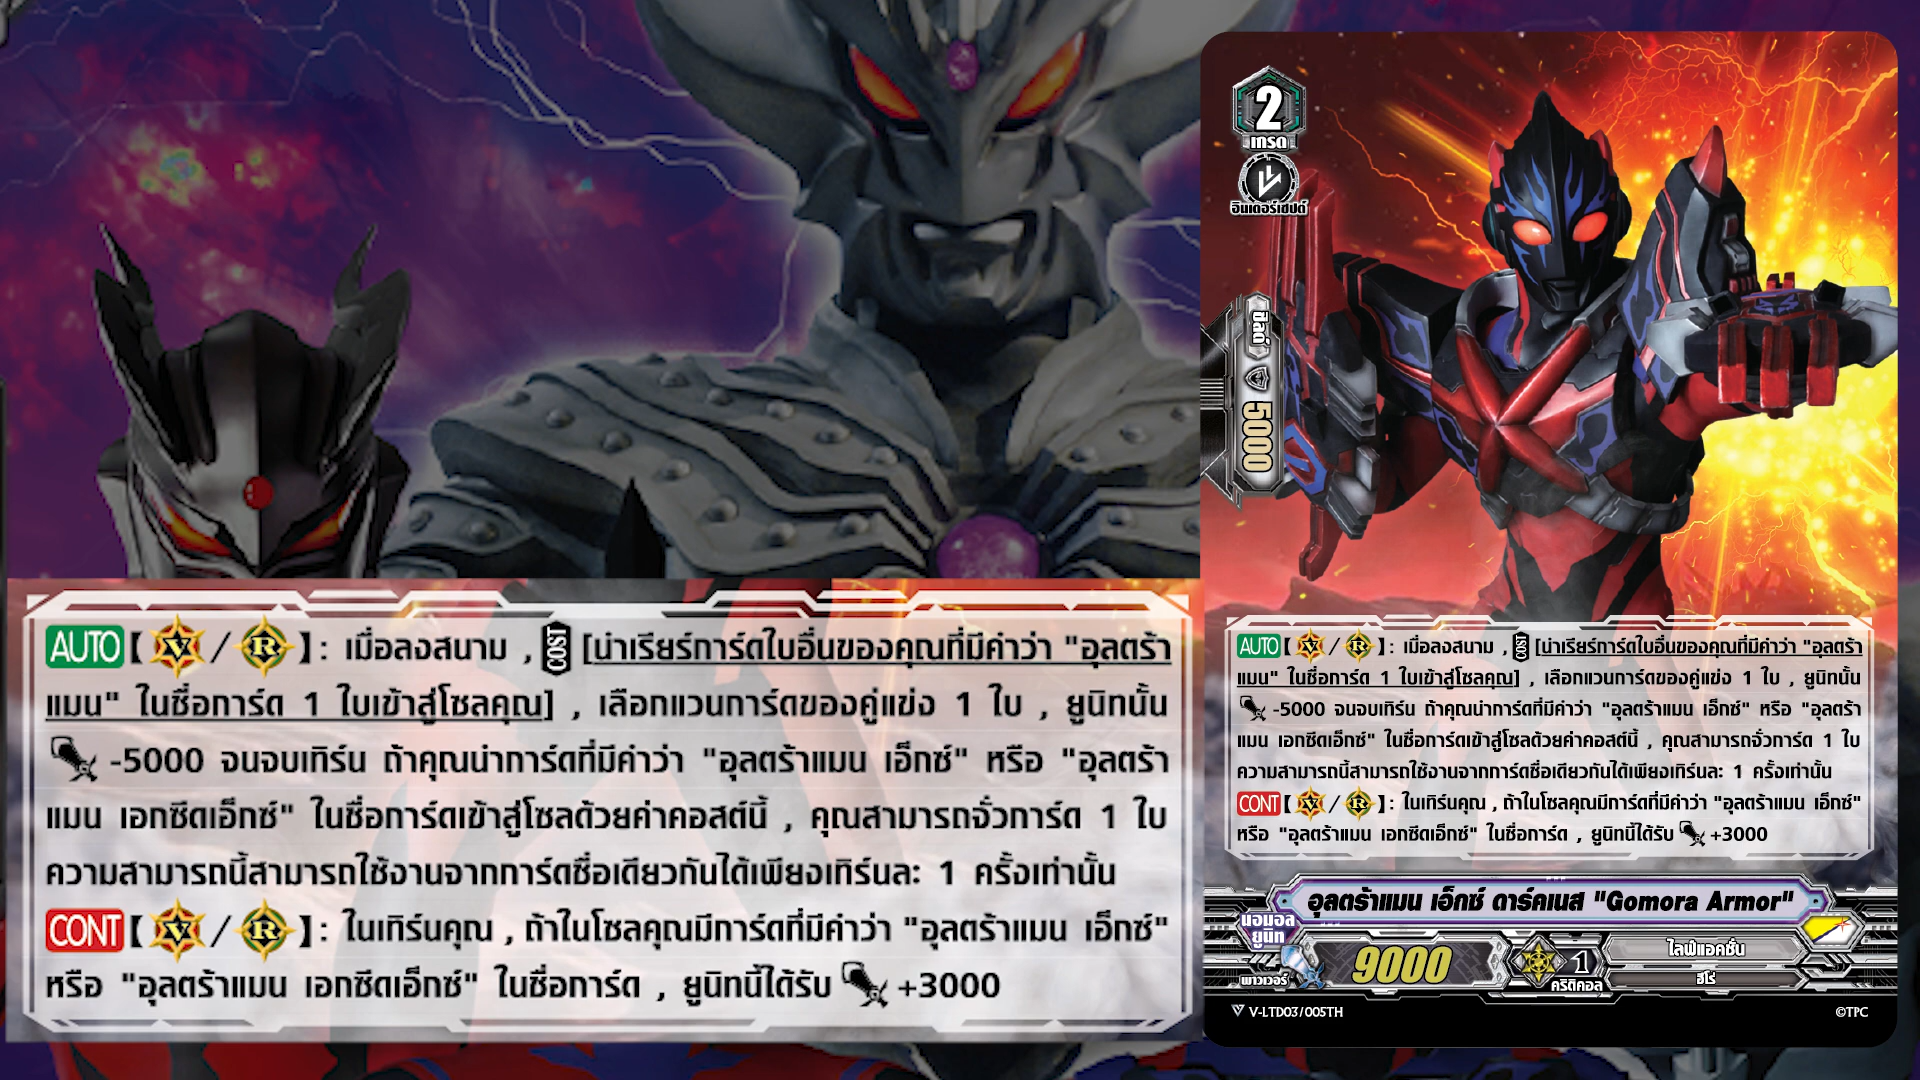 AUTO【V/R】: เมื่อลงสนาม , COST [นำเรียร์การ์ดใบอื่นของคุณที่มีคำว่า "อุลตร้า
แมน" ในชื่อการ์ด 1 ใบเข้าสู่โซลคุณ] , เลือกแวนการ์ดของคู่แข่ง 1 ใบ , ยูนิทนั้น
-5000 จนจบเทิร์น ถ้าคุณนำการ์ดที่มีคำว่า "อุลตร้าแมน เอ็กซ์" หรือ "อุลตร้า
แมน เอกซีดเอ็กซ์" ในชื่อการ์ดเข้าสู่โซลด้วยค่าคอสต์นี้ , คุณสามารถจั่วการ์ด 1 ใบ
ความสามารถนี้สามารถใช้งานจากการ์ดชื่อเดียวกันได้เพียงเทิร์นละ 1 ครั้งเท่านั้น
CONT【V/R】: ในเทิร์นคุณ , ถ้าในโซลคุณมีการ์ดที่มีคำว่า "อุลตร้าแมน เอ็กซ์"
หรือ "อุลตร้าแมน เอกซีดเอ็กซ์" ในชื่อการ์ด , ยูนิทนี้ได้รับ +3000
2
เกรด
อินเตอร์เซปต์
ชีลด์
5000
AUTO【V/R】: เมื่อลงสนาม , COST [นำเรียร์การ์ดใบอื่นของคุณที่มีคำว่า "อุลตร้า
แมน" ในชื่อการ์ด 1 ใบเข้าสู่โซลคุณ] , เลือกแวนการ์ดของคู่แข่ง 1 ใบ , ยูนิทนั้น
-5000 จนจบเทิร์น ถ้าคุณนำการ์ดที่มีคำว่า "อุลตร้าแมน เอ็กซ์" หรือ "อุลตร้า
แมน เอกซีดเอ็กซ์" ในชื่อการ์ดเข้าสู่โซลด้วยค่าคอสต์นี้ , คุณสามารถจั่วการ์ด 1 ใบ
ความสามารถนี้สามารถใช้งานจากการ์ดชื่อเดียวกันได้เพียงเทิร์นละ 1 ครั้งเท่านั้น
CONT【V/R】: ในเทิร์นคุณ , ถ้าในโซลคุณมีการ์ดที่มีคำว่า "อุลตร้าแมน เอ็กซ์"
หรือ "อุลตร้าแมน เอกซีดเอ็กซ์" ในชื่อการ์ด , ยูนิทนี้ได้รับ +3000
อุลตร้าแมน เอ็กซ์ ดาร์คเนส "Gomora Armor"
นอมอล
ยูนิท
พาวเวอร์
9000
1
คริติคอล
ไลฟ์แอคชั่น
ฮีโร่
V-LTD03/005TH
©TPC